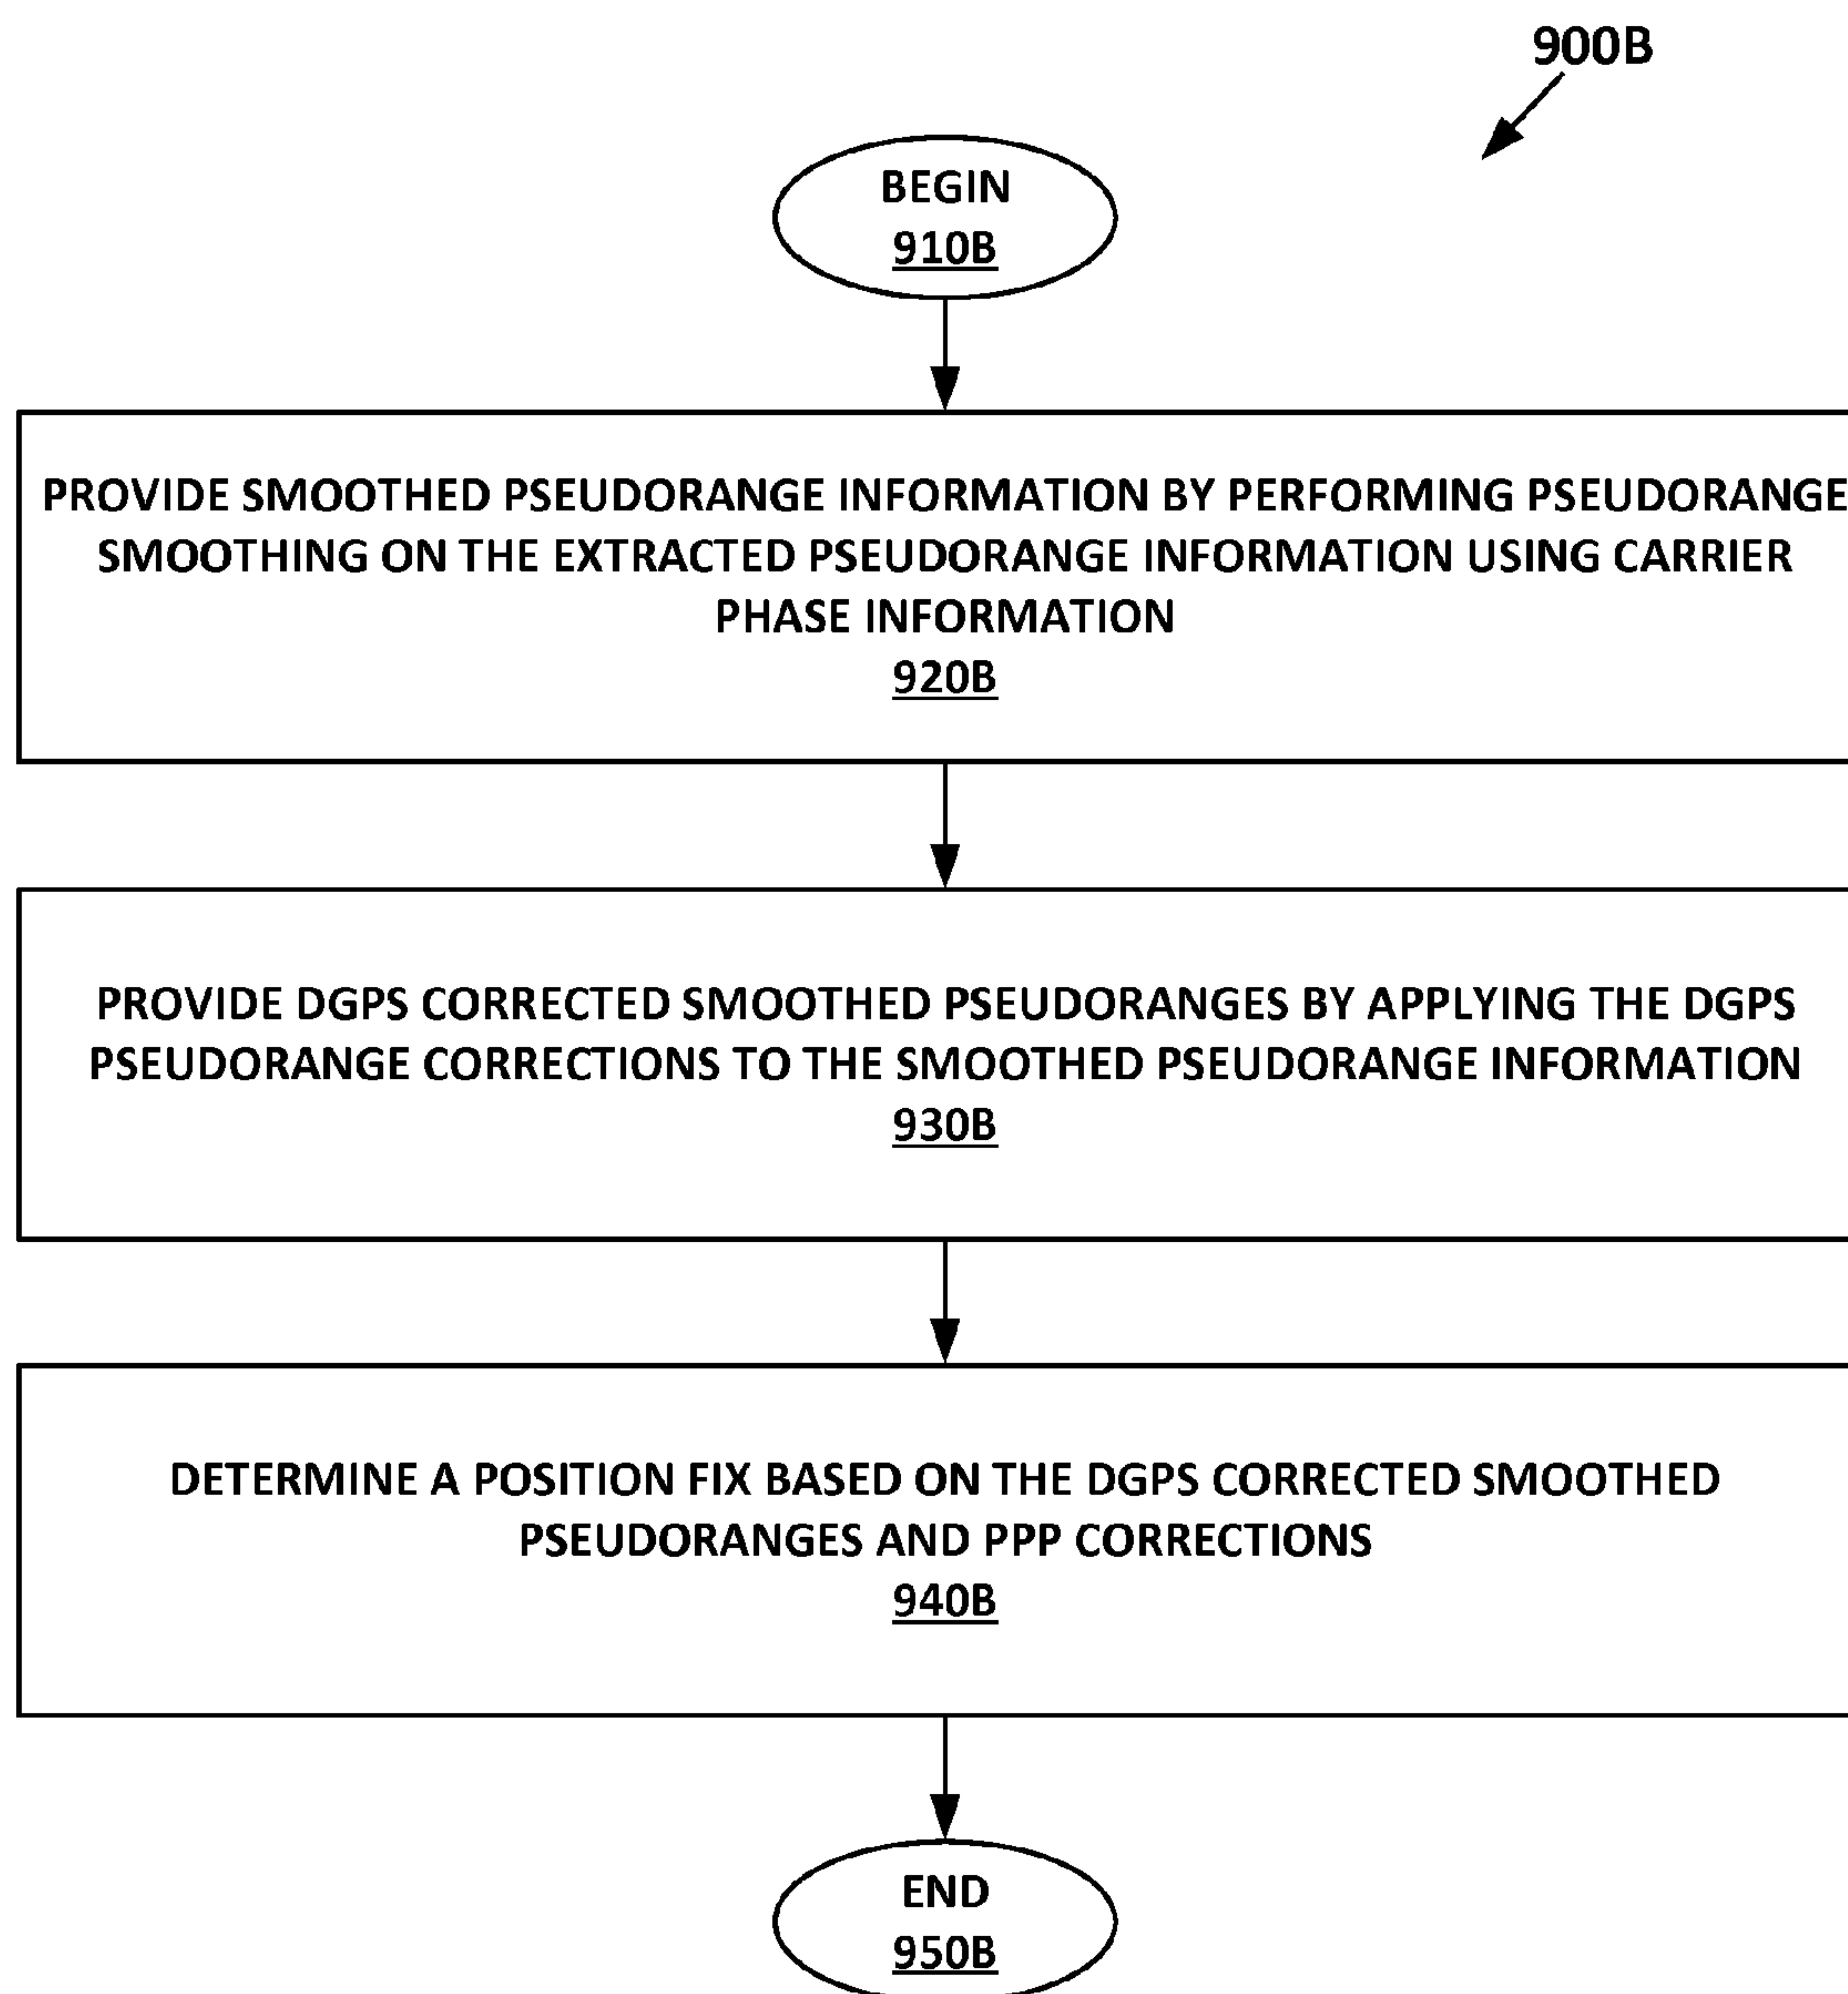 900B
BEGIN
910B
PROVIDE SMOOTHED PSEUDORANGE INFORMATION BY PERFORMING PSEUDORANGE
SMOOTHING ON THE EXTRACTED PSEUDORANGE INFORMATION USING CARRIER
PHASE INFORMATION
920B
PROVIDE DGPS CORRECTED SMOOTHED PSEUDORANGES BY APPLYING THE DGPS
PSEUDORANGE CORRECTIONS TO THE SMOOTHED PSEUDORANGE INFORMATION
930B
DETERMINE A POSITION FIX BASED ON THE DGPS CORRECTED SMOOTHED
PSEUDORANGES AND PPP CORRECTIONS
940B
END
950B